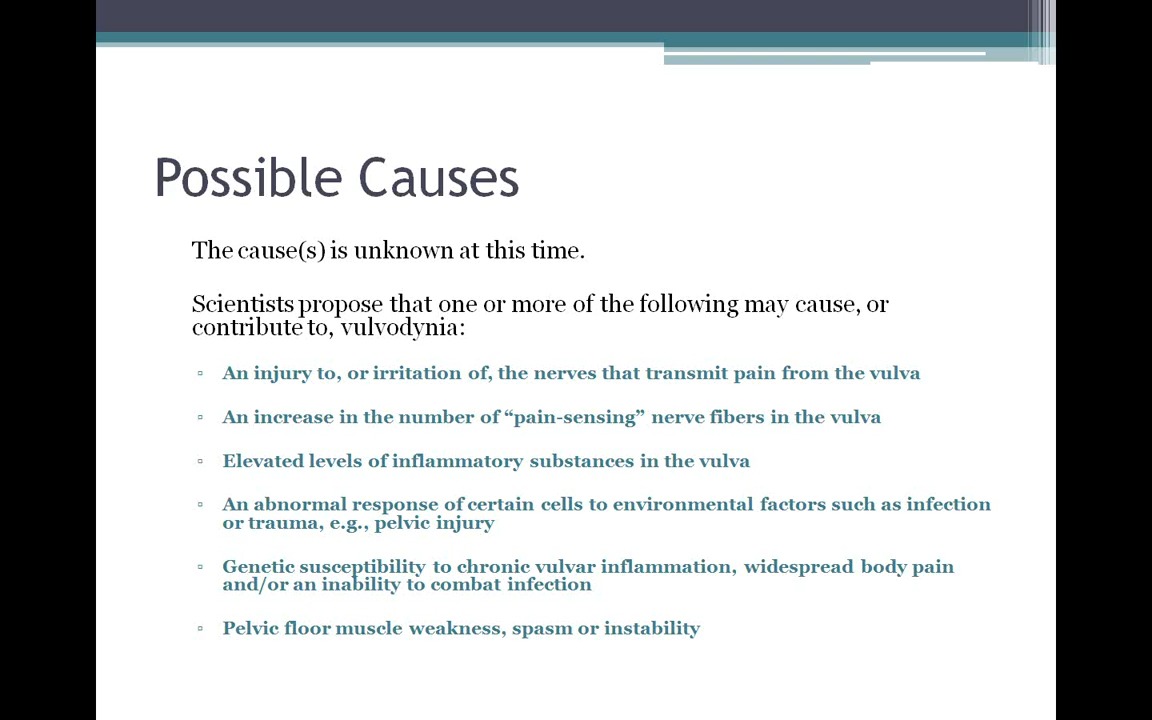 Possible Causes
The cause(s) is unknown at this time.
Scientists propose that one or more of the following may cause, or
contribute to, vulvodynia:
▫ An injury to, or irritation of, the nerves that transmit pain from the vulva
▫ An increase in the number of “pain-sensing” nerve fibers in the vulva
▫ Elevated levels of inflammatory substances in the vulva
▫ An abnormal response of certain cells to environmental factors such as infection
or trauma, e.g., pelvic injury
▫ Genetic susceptibility to chronic vulvar inflammation, widespread body pain
and/or an inability to combat infection
▫ Pelvic floor muscle weakness, spasm or instability